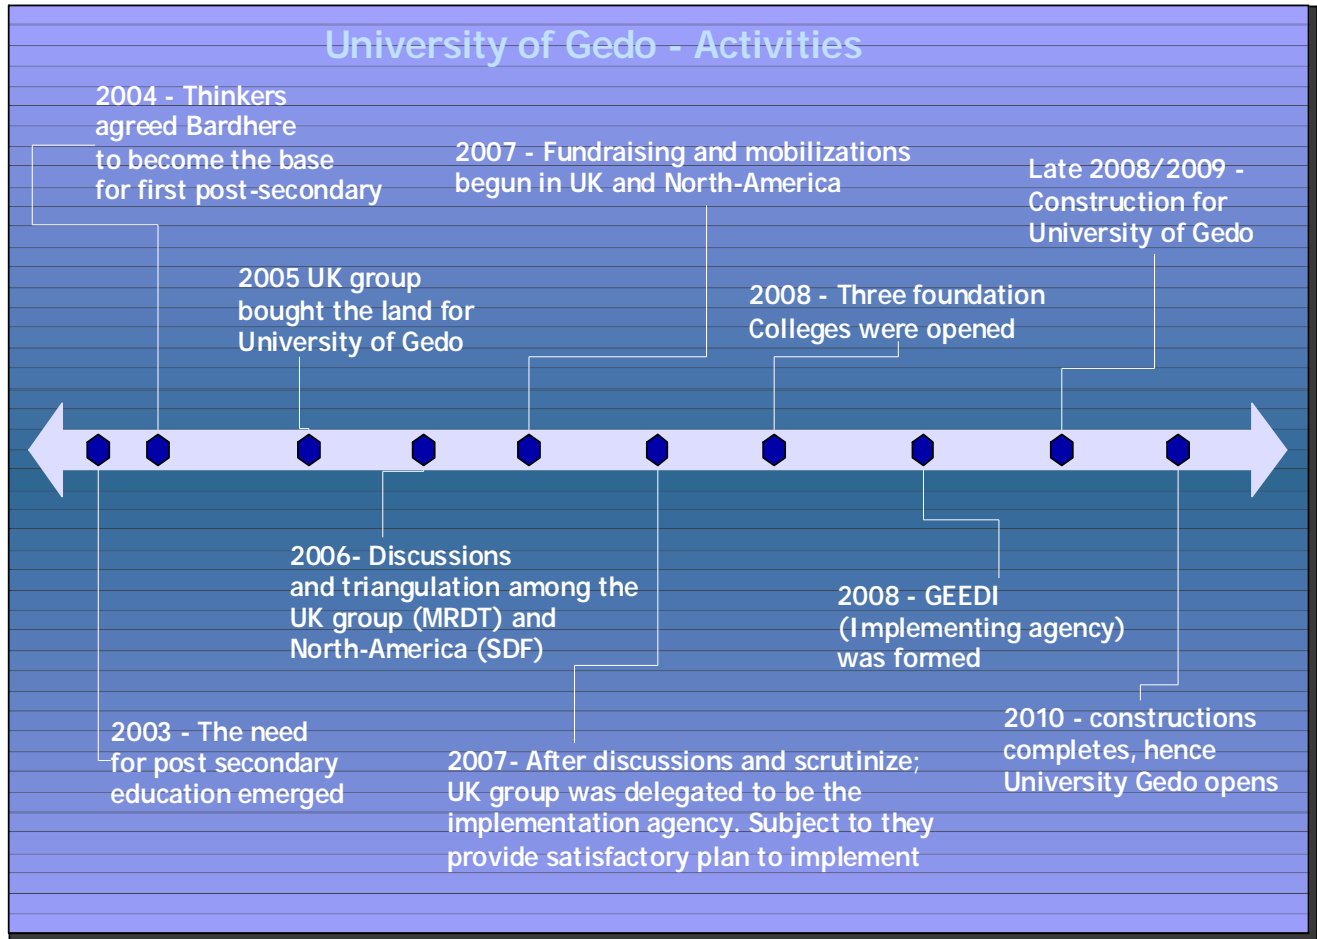 University of Gedo - Activities
2004 - Thinkers
agreed Bardhere
to become the base
for first post-secondary
2007 - Fundraising and mobilizations
begun in UK and North-America
Late 2008/2009 -
Construction for
University of Gedo
2005 UK group
bought the land for
University of Gedo
2008 - Three foundation
Colleges were opened
2006- Discussions
and triangulation among the
UK group (MRDT) and
North-America (SDF)
2008 - GEEDI
(Implementing agency)
was formed
2003 - The need
for post secondary
education emerged
2007- After discussions and scrutinize;
UK group was delegated to be the
implementation agency. Subject to they
provide satisfactory plan to implement
2010 - constructions
completes, hence
University Gedo opens